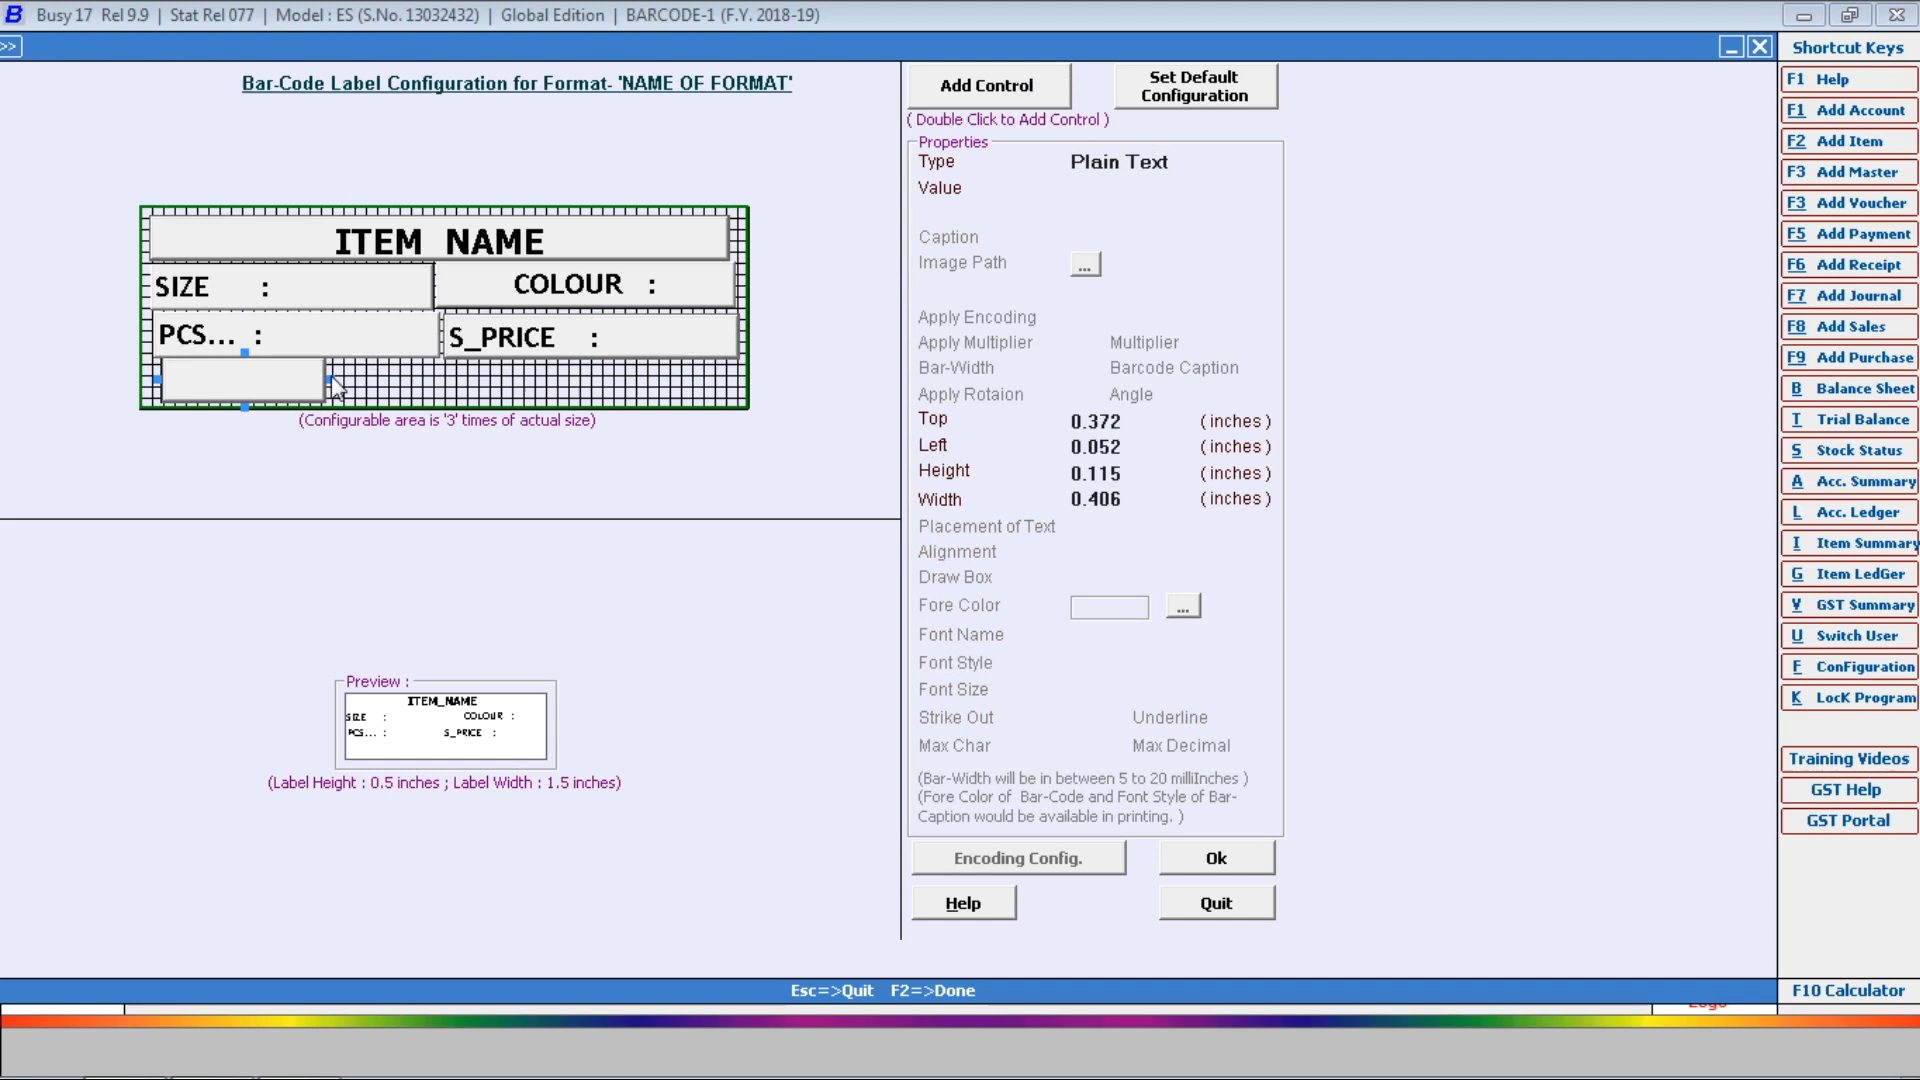 Busy 17 Rel 9.9 | Stat Rel 077 | Model : ES (S.No. 13032432) | Global Edition | BARCODE-1 (F.Y. 2018-19)
>>
Bar-Code Label Configuration for Format- 'NAME OF FORMAT'
ITEM_NAME
SIZE :
COLOUR :
PCS... :
S_PRICE :
(Configurable area is '3' times of actual size)
Preview :
ITEM_NAME
SIZE :
COLOUR :
PCS... :
S_PRICE :
(Label Height : 0.5 inches ; Label Width : 1.5 inches)
Add Control
Set Default Configuration
( Double Click to Add Control )
Properties
Type Plain Text
Value
Caption
Image Path ...
Apply Encoding
Apply Multiplier Multiplier
Bar-Width Barcode Caption
Apply Rotaion Angle
Top 0.372 ( inches )
Left 0.052 ( inches )
Height 0.115 ( inches )
Width 0.406 ( inches )
Placement of Text
Alignment
Draw Box
Fore Color ...
Font Name
Font Style
Font Size
Strike Out Underline
Max Char Max Decimal
(Bar-Width will be in between 5 to 20 milliInches )
(Fore Color of Bar-Code and Font Style of Bar-
Caption would be available in printing. )
Encoding Config. Ok
Help Quit
Shortcut Keys
F1 Help
F1 Add Account
F2 Add Item
F3 Add Master
F3 Add Voucher
F5 Add Payment
F6 Add Receipt
F7 Add Journal
F8 Add Sales
F9 Add Purchase
B Balance Sheet
T Trial Balance
S Stock Status
A Acc. Summary
L Acc. Ledger
I Item Summary
G Item LedGer
V GST Summary
U Switch User
F ConFiguration
K LocK Program
Training Videos
GST Help
GST Portal
Esc=>Quit F2=>Done
F10 Calculator